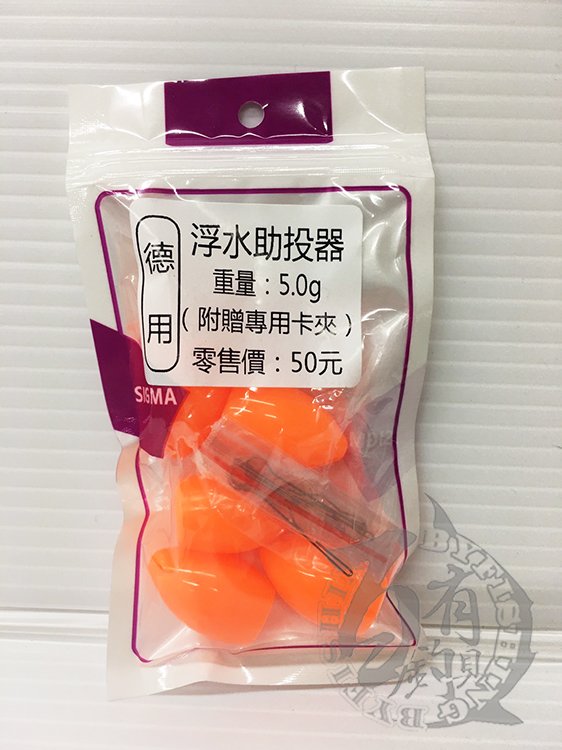 德用
浮水助投器
重量：5.0g
（附贈專用卡夾）
零售價：50元
SIGMA
BYFISHING